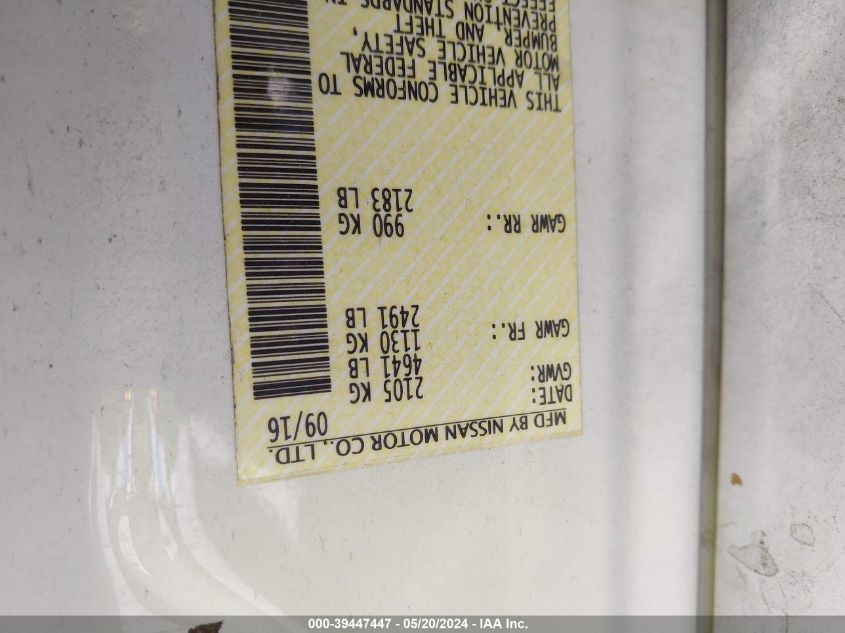 MFD BY NISSAN MOTOR CO., LTD.
DATE: 09/16
GVWR: 2105 KG
4641 LB
GAWR FR.: 1130 KG
2491 LB
GAWR RR.: 990 KG
2183 LB
THIS VEHICLE CONFORMS TO
ALL APPLICABLE FEDERAL
MOTOR VEHICLE SAFETY,
BUMPER AND THEFT
PREVENTION STANDARDS IN
000-39447447 - 05/20/2024 - IAA Inc.